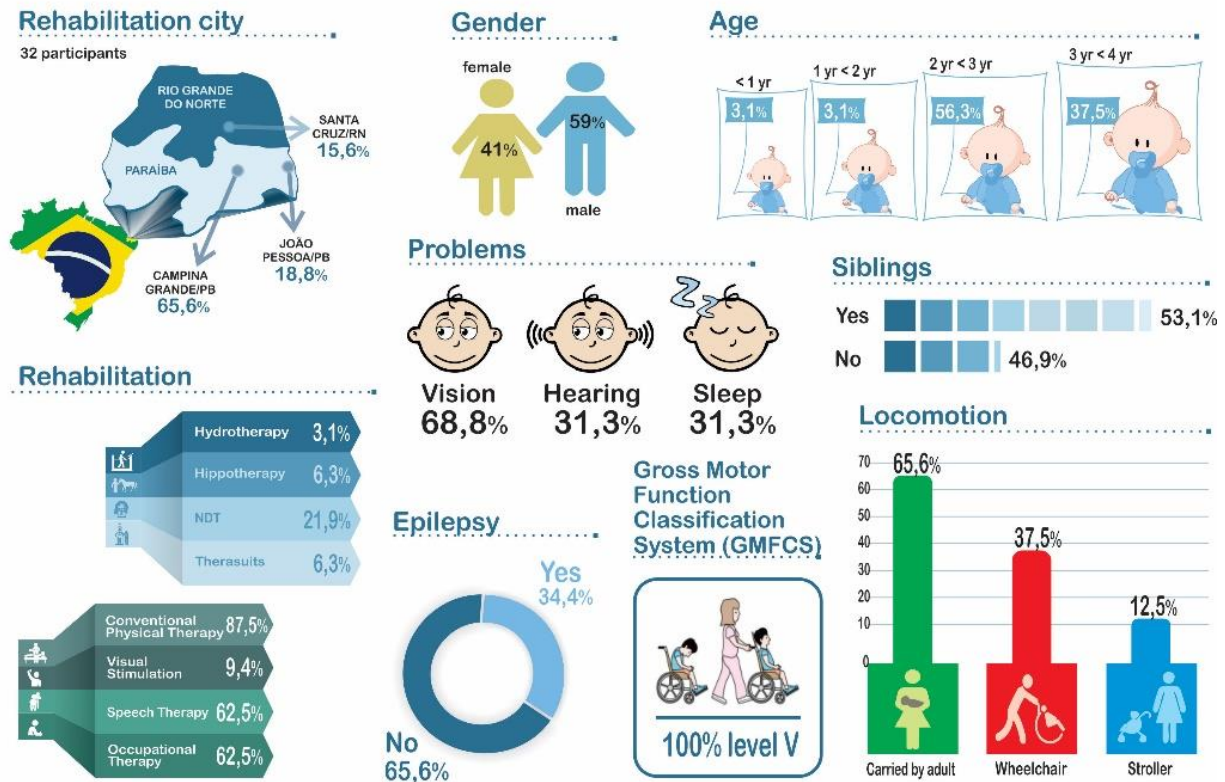 Rehabilitation city
32 participants
RIO GRANDE
DO NORTE
SANTA
CRUZ/RN
15,6%
PARAÍBA
JOÃO
PESSOA/PB
18,8%
CAMPINA
GRANDE/PB
65,6%
Gender
female
41%
59%
male
Age
< 1 yr
3,1%
1 yr < 2 yr
3,1%
2 yr < 3 yr
56,3%
3 yr < 4 yr
37,5%
Problems
Vision
68,8%
Hearing
31,3%
Sleep
31,3%
Siblings
Yes
53,1%
No
46,9%
Rehabilitation
Hydrotherapy 3,1%
Hippotherapy 6,3%
NDT 21,9%
Therasuits 6,3%
Conventional
Physical Therapy 87,5%
Visual
Stimulation 9,4%
Speech Therapy 62,5%
Occupational
Therapy 62,5%
Epilepsy
Yes
34,4%
No
65,6%
Gross Motor
Function
Classification
System (GMFCS)
100% level V
Locomotion
70
60
50
40
30
20
10
0
65,6%
37,5%
12,5%
Carried by adult
Wheelchair
Stroller